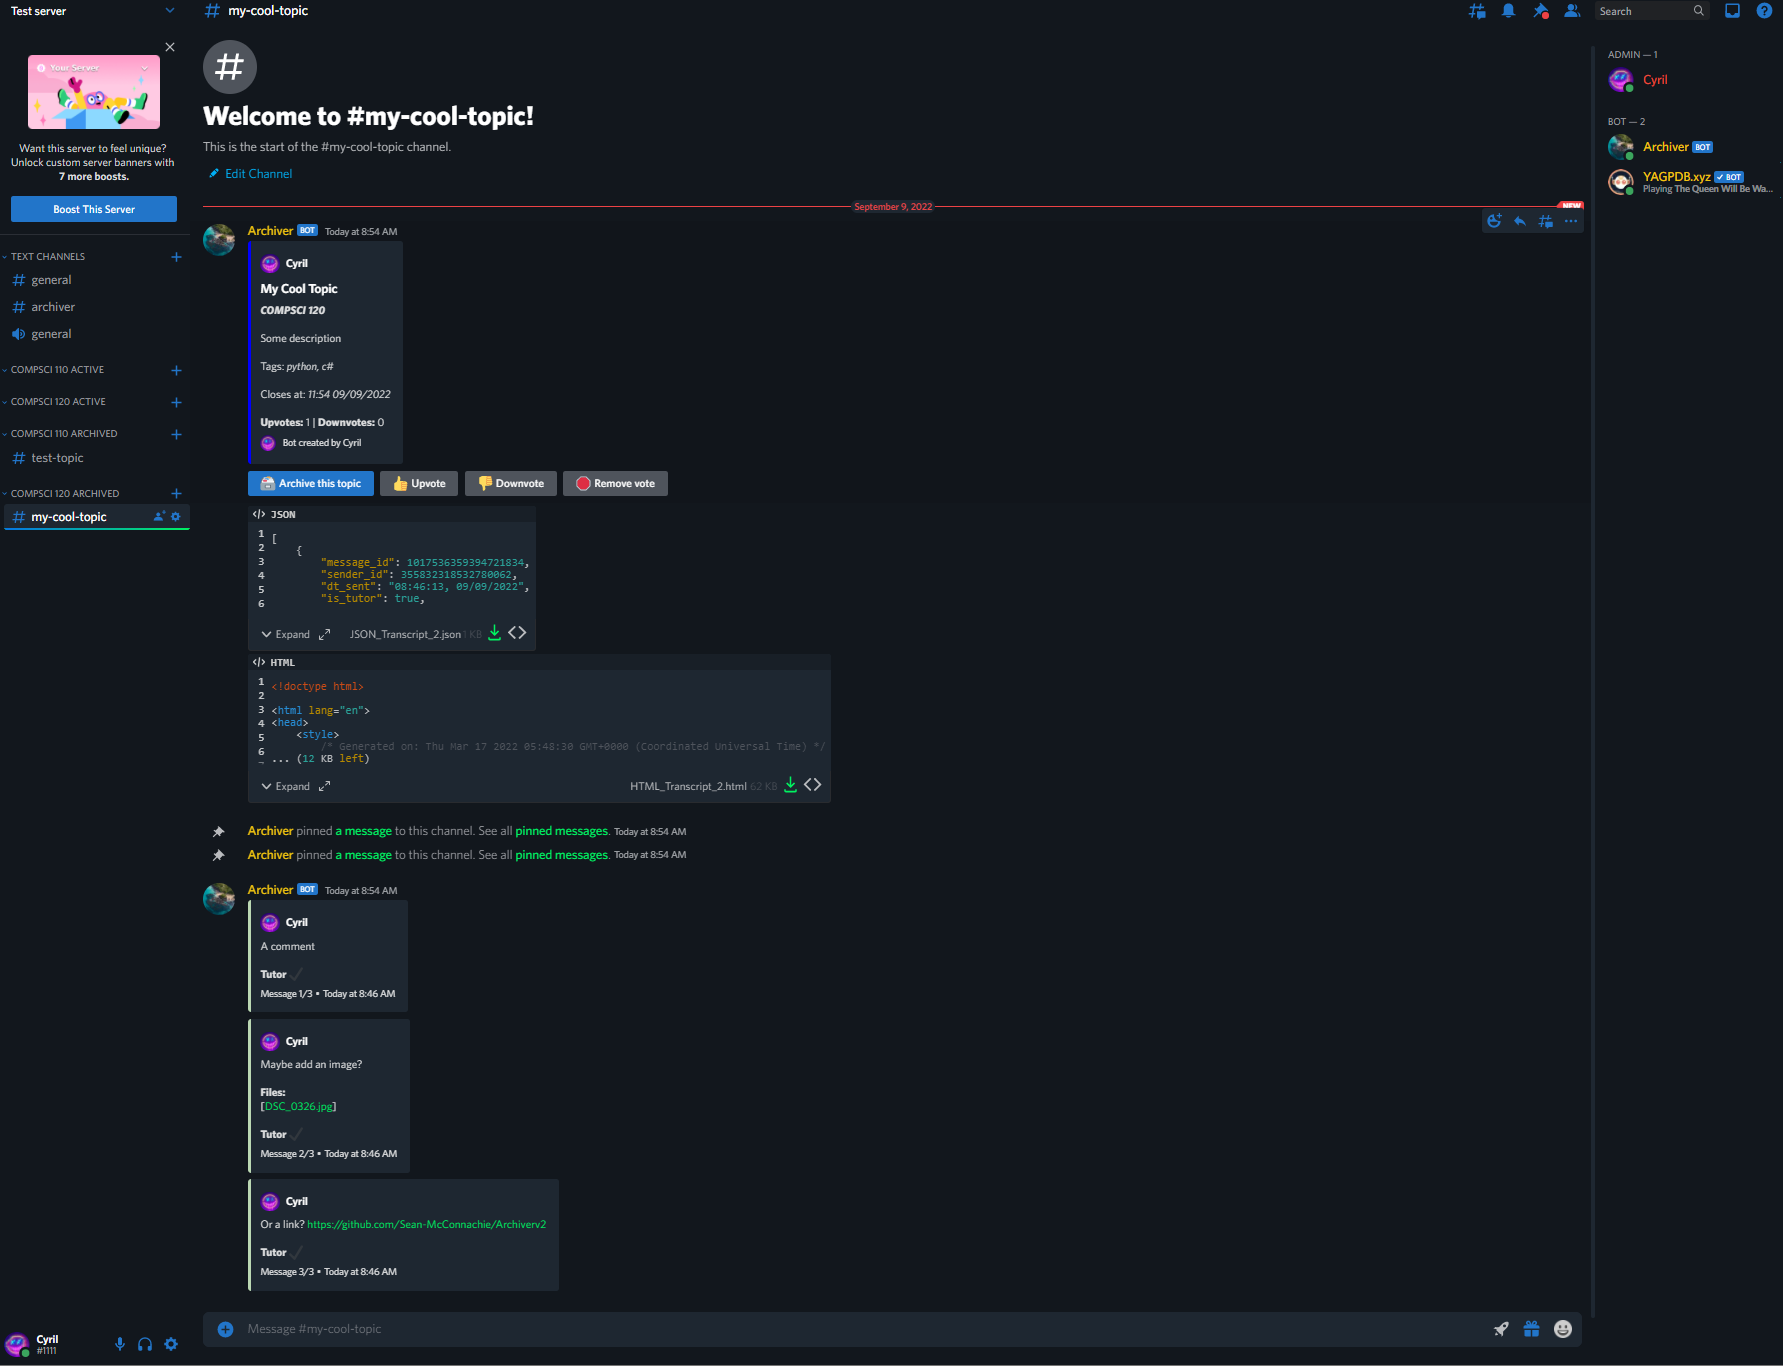 Test server
Your Server
Want this server to feel unique?
Unlock custom server banners with
7 more boosts.
Boost This Server
TEXT CHANNELS
general
archiver
general
COMPSCI 110 ACTIVE
COMPSCI 120 ACTIVE
COMPSCI 110 ARCHIVED
test-topic
COMPSCI 120 ARCHIVED
my-cool-topic
Cyril
#1111
# my-cool-topic
Search
#
Welcome to #my-cool-topic!
This is the start of the #my-cool-topic channel.
Edit Channel
September 9, 2022
NEW
Archiver BOT Today at 8:54 AM
Cyril
My Cool Topic
COMPSCI 120
Some description
Tags: python, c#
Closes at: 11:54 09/09/2022
Upvotes: 1 | Downvotes: 0
Bot created by Cyril
Archive this topic Upvote Downvote Remove vote
</> JSON
1 [
2 {
3 "message_id": 1017536359394721834,
4 "sender_id": 355832318532780062,
5 "dt_sent": "08:46:13, 09/09/2022",
6 "is_tutor": true,
Expand JSON_Transcript_2.json 1 KB
</> HTML
1 <!doctype html>
2
3 <html lang="en">
4 <head>
5 <style>
6 /* Generated on: Thu Mar 17 2022 05:48:30 GMT+0000 (Coordinated Universal Time) */
... (12 KB left)
Expand HTML_Transcript_2.html 62 KB
Archiver pinned a message to this channel. See all pinned messages. Today at 8:54 AM
Archiver pinned a message to this channel. See all pinned messages. Today at 8:54 AM
Archiver BOT Today at 8:54 AM
Cyril
A comment
Tutor
Message 1/3 • Today at 8:46 AM
Cyril
Maybe add an image?
Files:
[DSC_0326.jpg]
Tutor
Message 2/3 • Today at 8:46 AM
Cyril
Or a link? https://github.com/Sean-McConnachie/Archiverv2
Tutor
Message 3/3 • Today at 8:46 AM
Message #my-cool-topic
ADMIN — 1
Cyril
BOT — 2
Archiver BOT
YAGPDB.xyz BOT
Playing The Queen Will Be Wa...